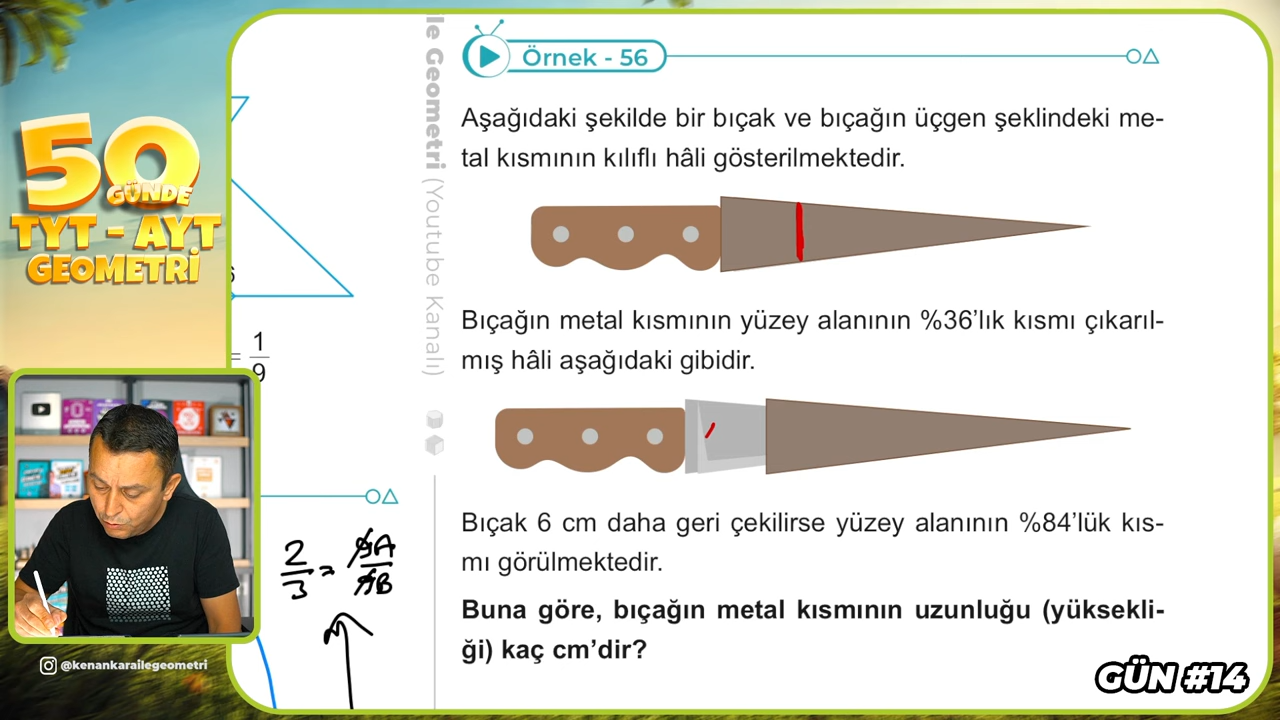 50
GÜNDE
TYT - AYT
GEOMETRİ
@kenankarailegeometri
6
= 1
9
2
3
=
A
B
le Geometri (Youtube Kanalı)
Örnek - 56
Aşağıdaki şekilde bir bıçak ve bıçağın üçgen şeklindeki me-
tal kısmının kılıflı hâli gösterilmektedir.
Bıçağın metal kısmının yüzey alanının %36’lık kısmı çıkarıl-
mış hâli aşağıdaki gibidir.
Bıçak 6 cm daha geri çekilirse yüzey alanının %84’lük kıs-
mı görülmektedir.
Buna göre, bıçağın metal kısmının uzunluğu (yüksekli-
ği) kaç cm’dir?
GÜN #14